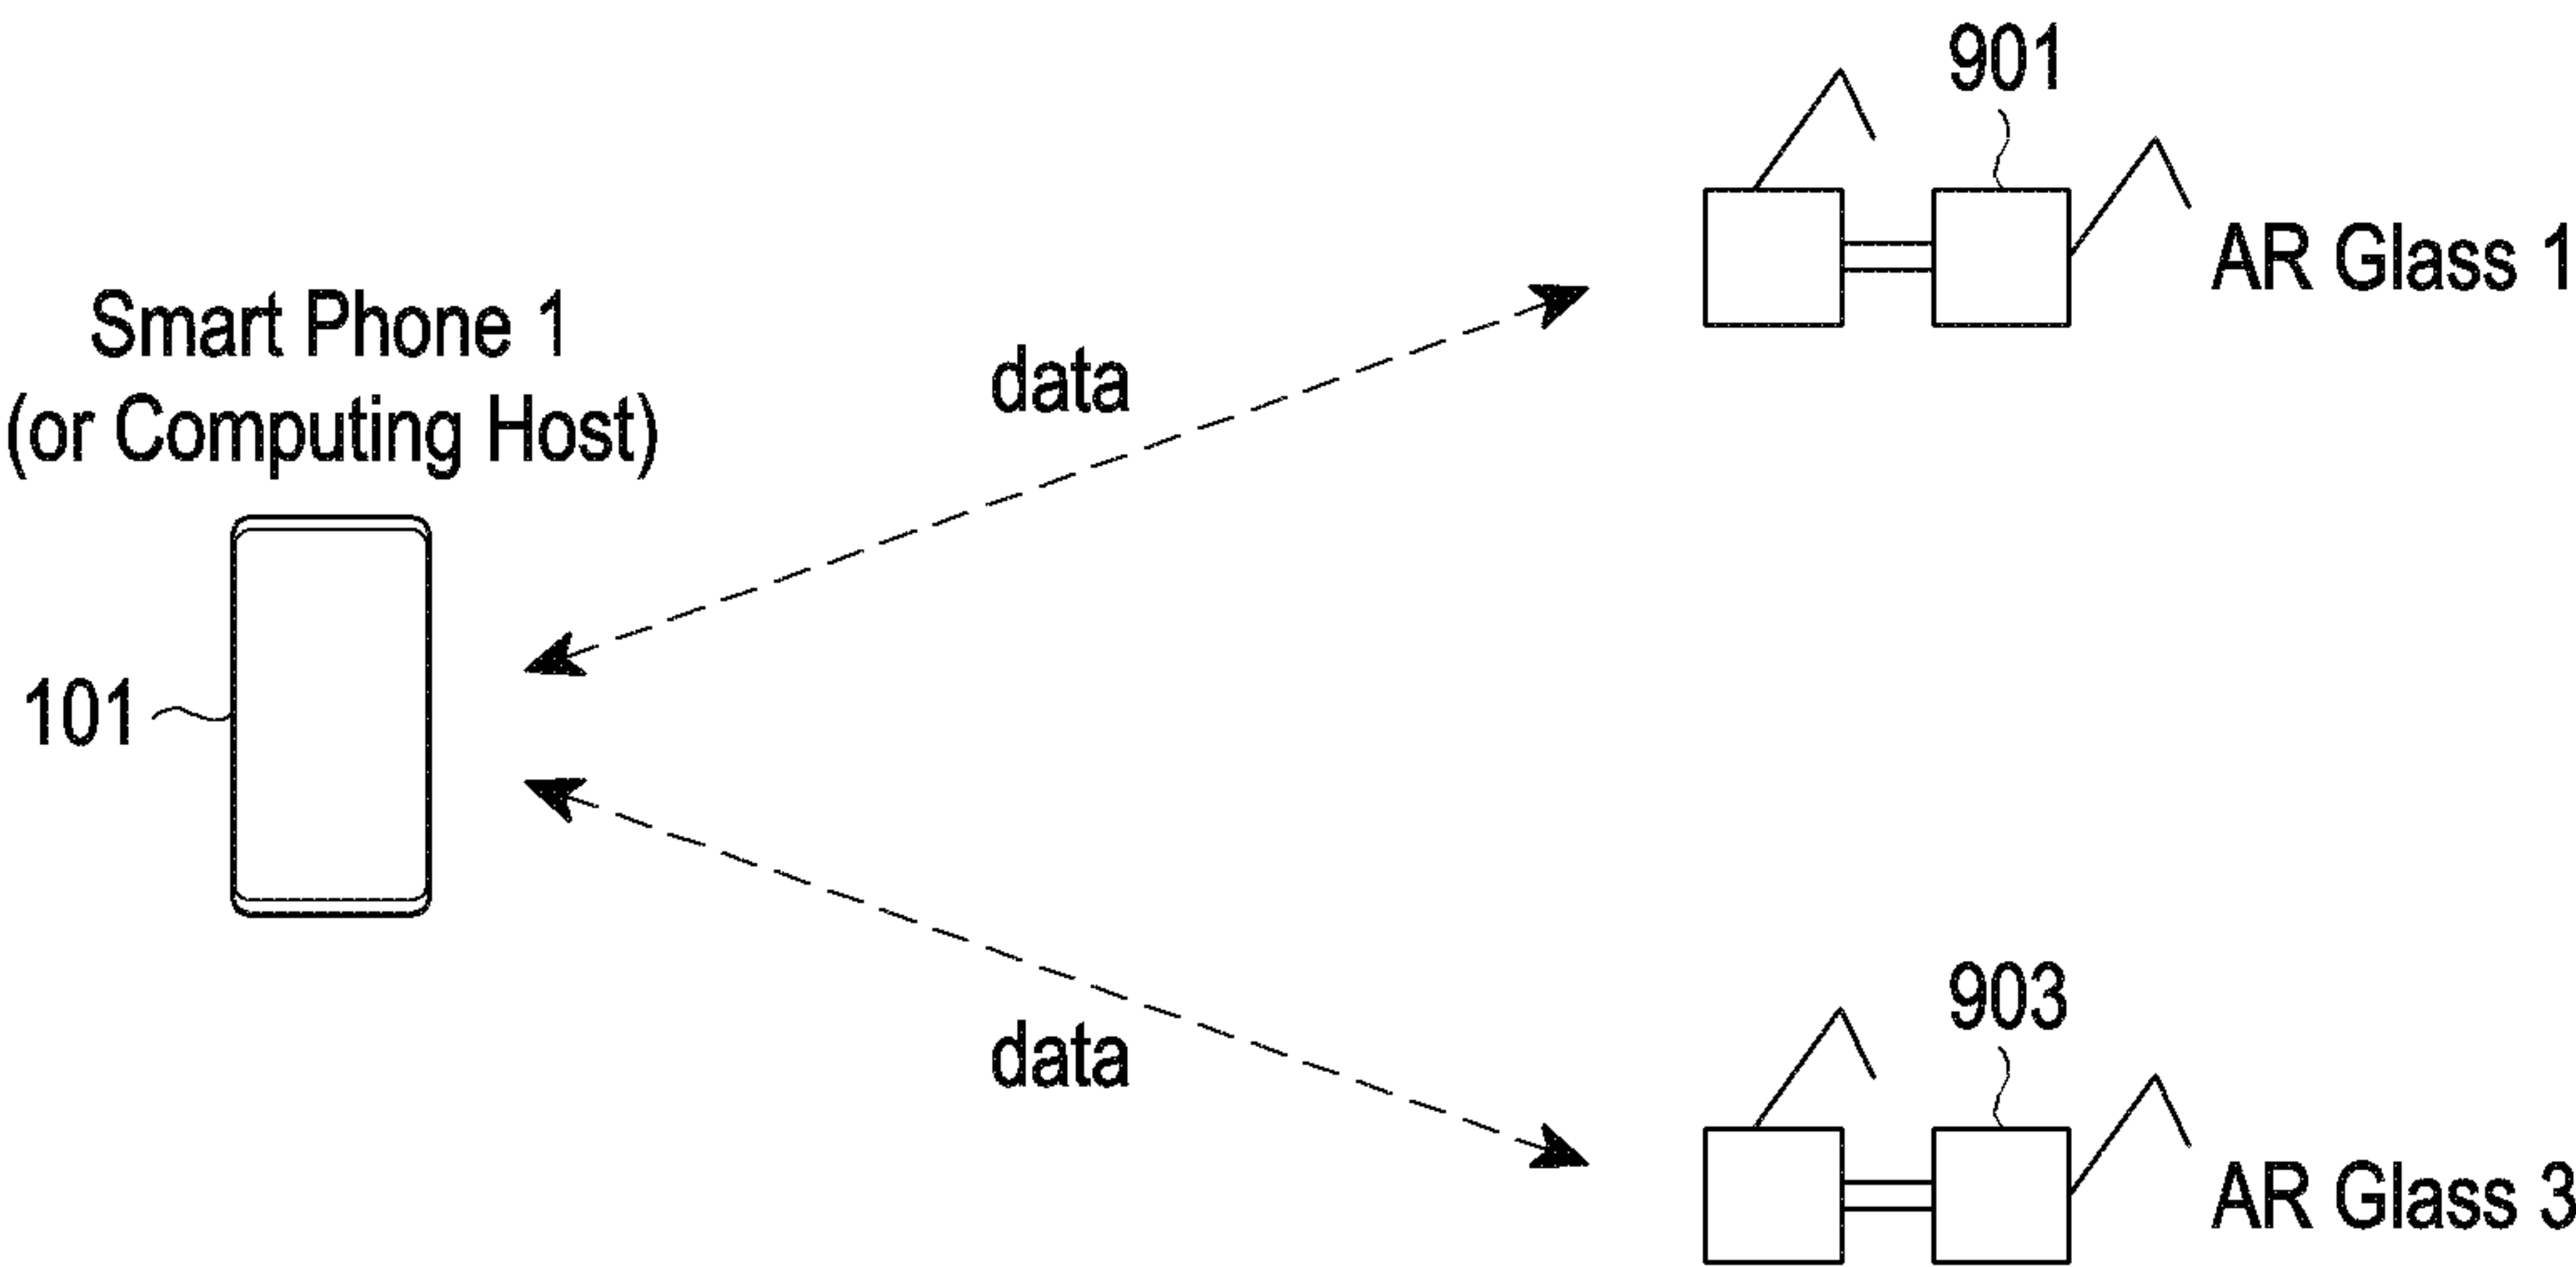 901
AR Glass 1
Smart Phone 1
(or Computing Host)
data
101
data
903
AR Glass 3